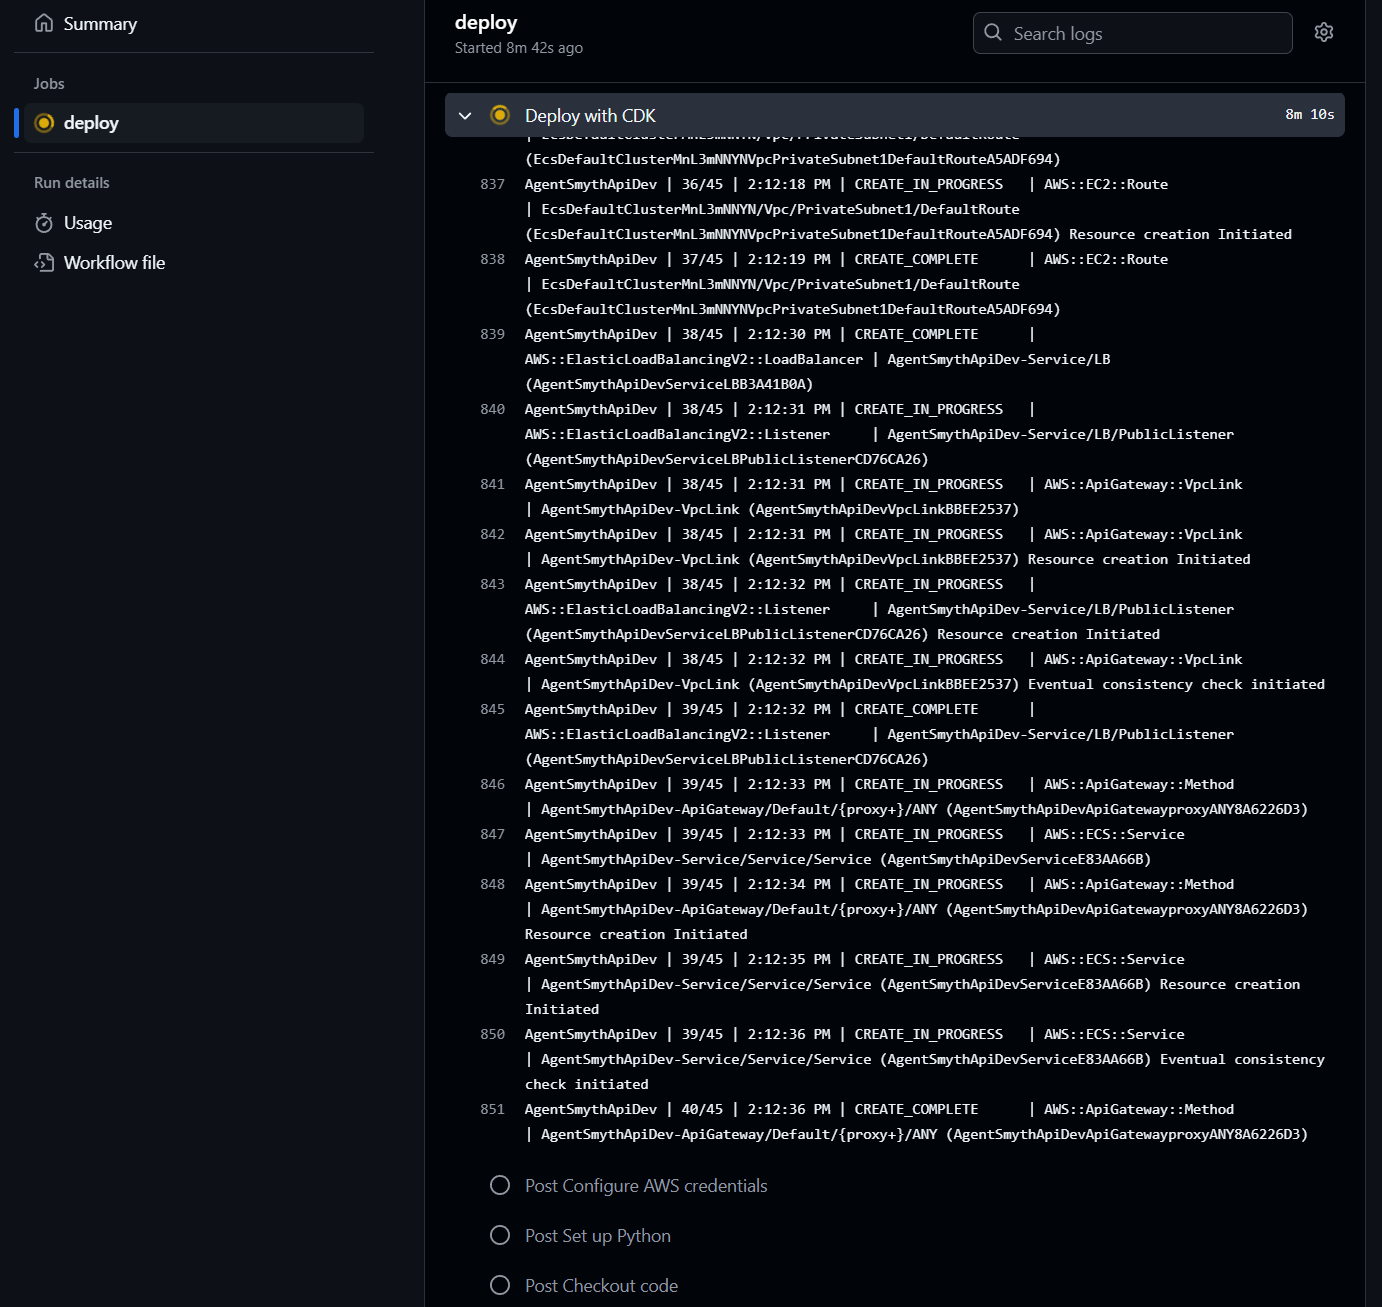 Summary
Jobs
deploy
Run details
Usage
Workflow file
deploy
Started 8m 42s ago
Search logs
Deploy with CDK
8m 10s
| EcsDefaultClusterMnL3mNNYN/Vpc/PrivateSubnet1/DefaultRoute
(EcsDefaultClusterMnL3mNNYNVpcPrivateSubnet1DefaultRouteA5ADF694)
837 AgentSmythApiDev | 36/45 | 2:12:18 PM | CREATE_IN_PROGRESS | AWS::EC2::Route
| EcsDefaultClusterMnL3mNNYN/Vpc/PrivateSubnet1/DefaultRoute
(EcsDefaultClusterMnL3mNNYNVpcPrivateSubnet1DefaultRouteA5ADF694) Resource creation Initiated
838 AgentSmythApiDev | 37/45 | 2:12:19 PM | CREATE_COMPLETE | AWS::EC2::Route
| EcsDefaultClusterMnL3mNNYN/Vpc/PrivateSubnet1/DefaultRoute
(EcsDefaultClusterMnL3mNNYNVpcPrivateSubnet1DefaultRouteA5ADF694)
839 AgentSmythApiDev | 38/45 | 2:12:30 PM | CREATE_COMPLETE |
AWS::ElasticLoadBalancingV2::LoadBalancer | AgentSmythApiDev-Service/LB
(AgentSmythApiDevServiceLBB3A41B0A)
840 AgentSmythApiDev | 38/45 | 2:12:31 PM | CREATE_IN_PROGRESS |
AWS::ElasticLoadBalancingV2::Listener | AgentSmythApiDev-Service/LB/PublicListener
(AgentSmythApiDevServiceLBPublicListenerCD76CA26)
841 AgentSmythApiDev | 38/45 | 2:12:31 PM | CREATE_IN_PROGRESS | AWS::ApiGateway::VpcLink
| AgentSmythApiDev-VpcLink (AgentSmythApiDevVpcLinkBBEE2537)
842 AgentSmythApiDev | 38/45 | 2:12:31 PM | CREATE_IN_PROGRESS | AWS::ApiGateway::VpcLink
| AgentSmythApiDev-VpcLink (AgentSmythApiDevVpcLinkBBEE2537) Resource creation Initiated
843 AgentSmythApiDev | 38/45 | 2:12:32 PM | CREATE_IN_PROGRESS |
AWS::ElasticLoadBalancingV2::Listener | AgentSmythApiDev-Service/LB/PublicListener
(AgentSmythApiDevServiceLBPublicListenerCD76CA26) Resource creation Initiated
844 AgentSmythApiDev | 38/45 | 2:12:32 PM | CREATE_IN_PROGRESS | AWS::ApiGateway::VpcLink
| AgentSmythApiDev-VpcLink (AgentSmythApiDevVpcLinkBBEE2537) Eventual consistency check initiated
845 AgentSmythApiDev | 39/45 | 2:12:32 PM | CREATE_COMPLETE |
AWS::ElasticLoadBalancingV2::Listener | AgentSmythApiDev-Service/LB/PublicListener
(AgentSmythApiDevServiceLBPublicListenerCD76CA26)
846 AgentSmythApiDev | 39/45 | 2:12:33 PM | CREATE_IN_PROGRESS | AWS::ApiGateway::Method
| AgentSmythApiDev-ApiGateway/Default/{proxy+}/ANY (AgentSmythApiDevApiGatewayproxyANY8A6226D3)
847 AgentSmythApiDev | 39/45 | 2:12:33 PM | CREATE_IN_PROGRESS | AWS::ECS::Service
| AgentSmythApiDev-Service/Service/Service (AgentSmythApiDevServiceE83AA66B)
848 AgentSmythApiDev | 39/45 | 2:12:34 PM | CREATE_IN_PROGRESS | AWS::ApiGateway::Method
| AgentSmythApiDev-ApiGateway/Default/{proxy+}/ANY (AgentSmythApiDevApiGatewayproxyANY8A6226D3)
Resource creation Initiated
849 AgentSmythApiDev | 39/45 | 2:12:35 PM | CREATE_IN_PROGRESS | AWS::ECS::Service
| AgentSmythApiDev-Service/Service/Service (AgentSmythApiDevServiceE83AA66B) Resource creation
Initiated
850 AgentSmythApiDev | 39/45 | 2:12:36 PM | CREATE_IN_PROGRESS | AWS::ECS::Service
| AgentSmythApiDev-Service/Service/Service (AgentSmythApiDevServiceE83AA66B) Eventual consistency
check initiated
851 AgentSmythApiDev | 40/45 | 2:12:36 PM | CREATE_COMPLETE | AWS::ApiGateway::Method
| AgentSmythApiDev-ApiGateway/Default/{proxy+}/ANY (AgentSmythApiDevApiGatewayproxyANY8A6226D3)
Post Configure AWS credentials
Post Set up Python
Post Checkout code